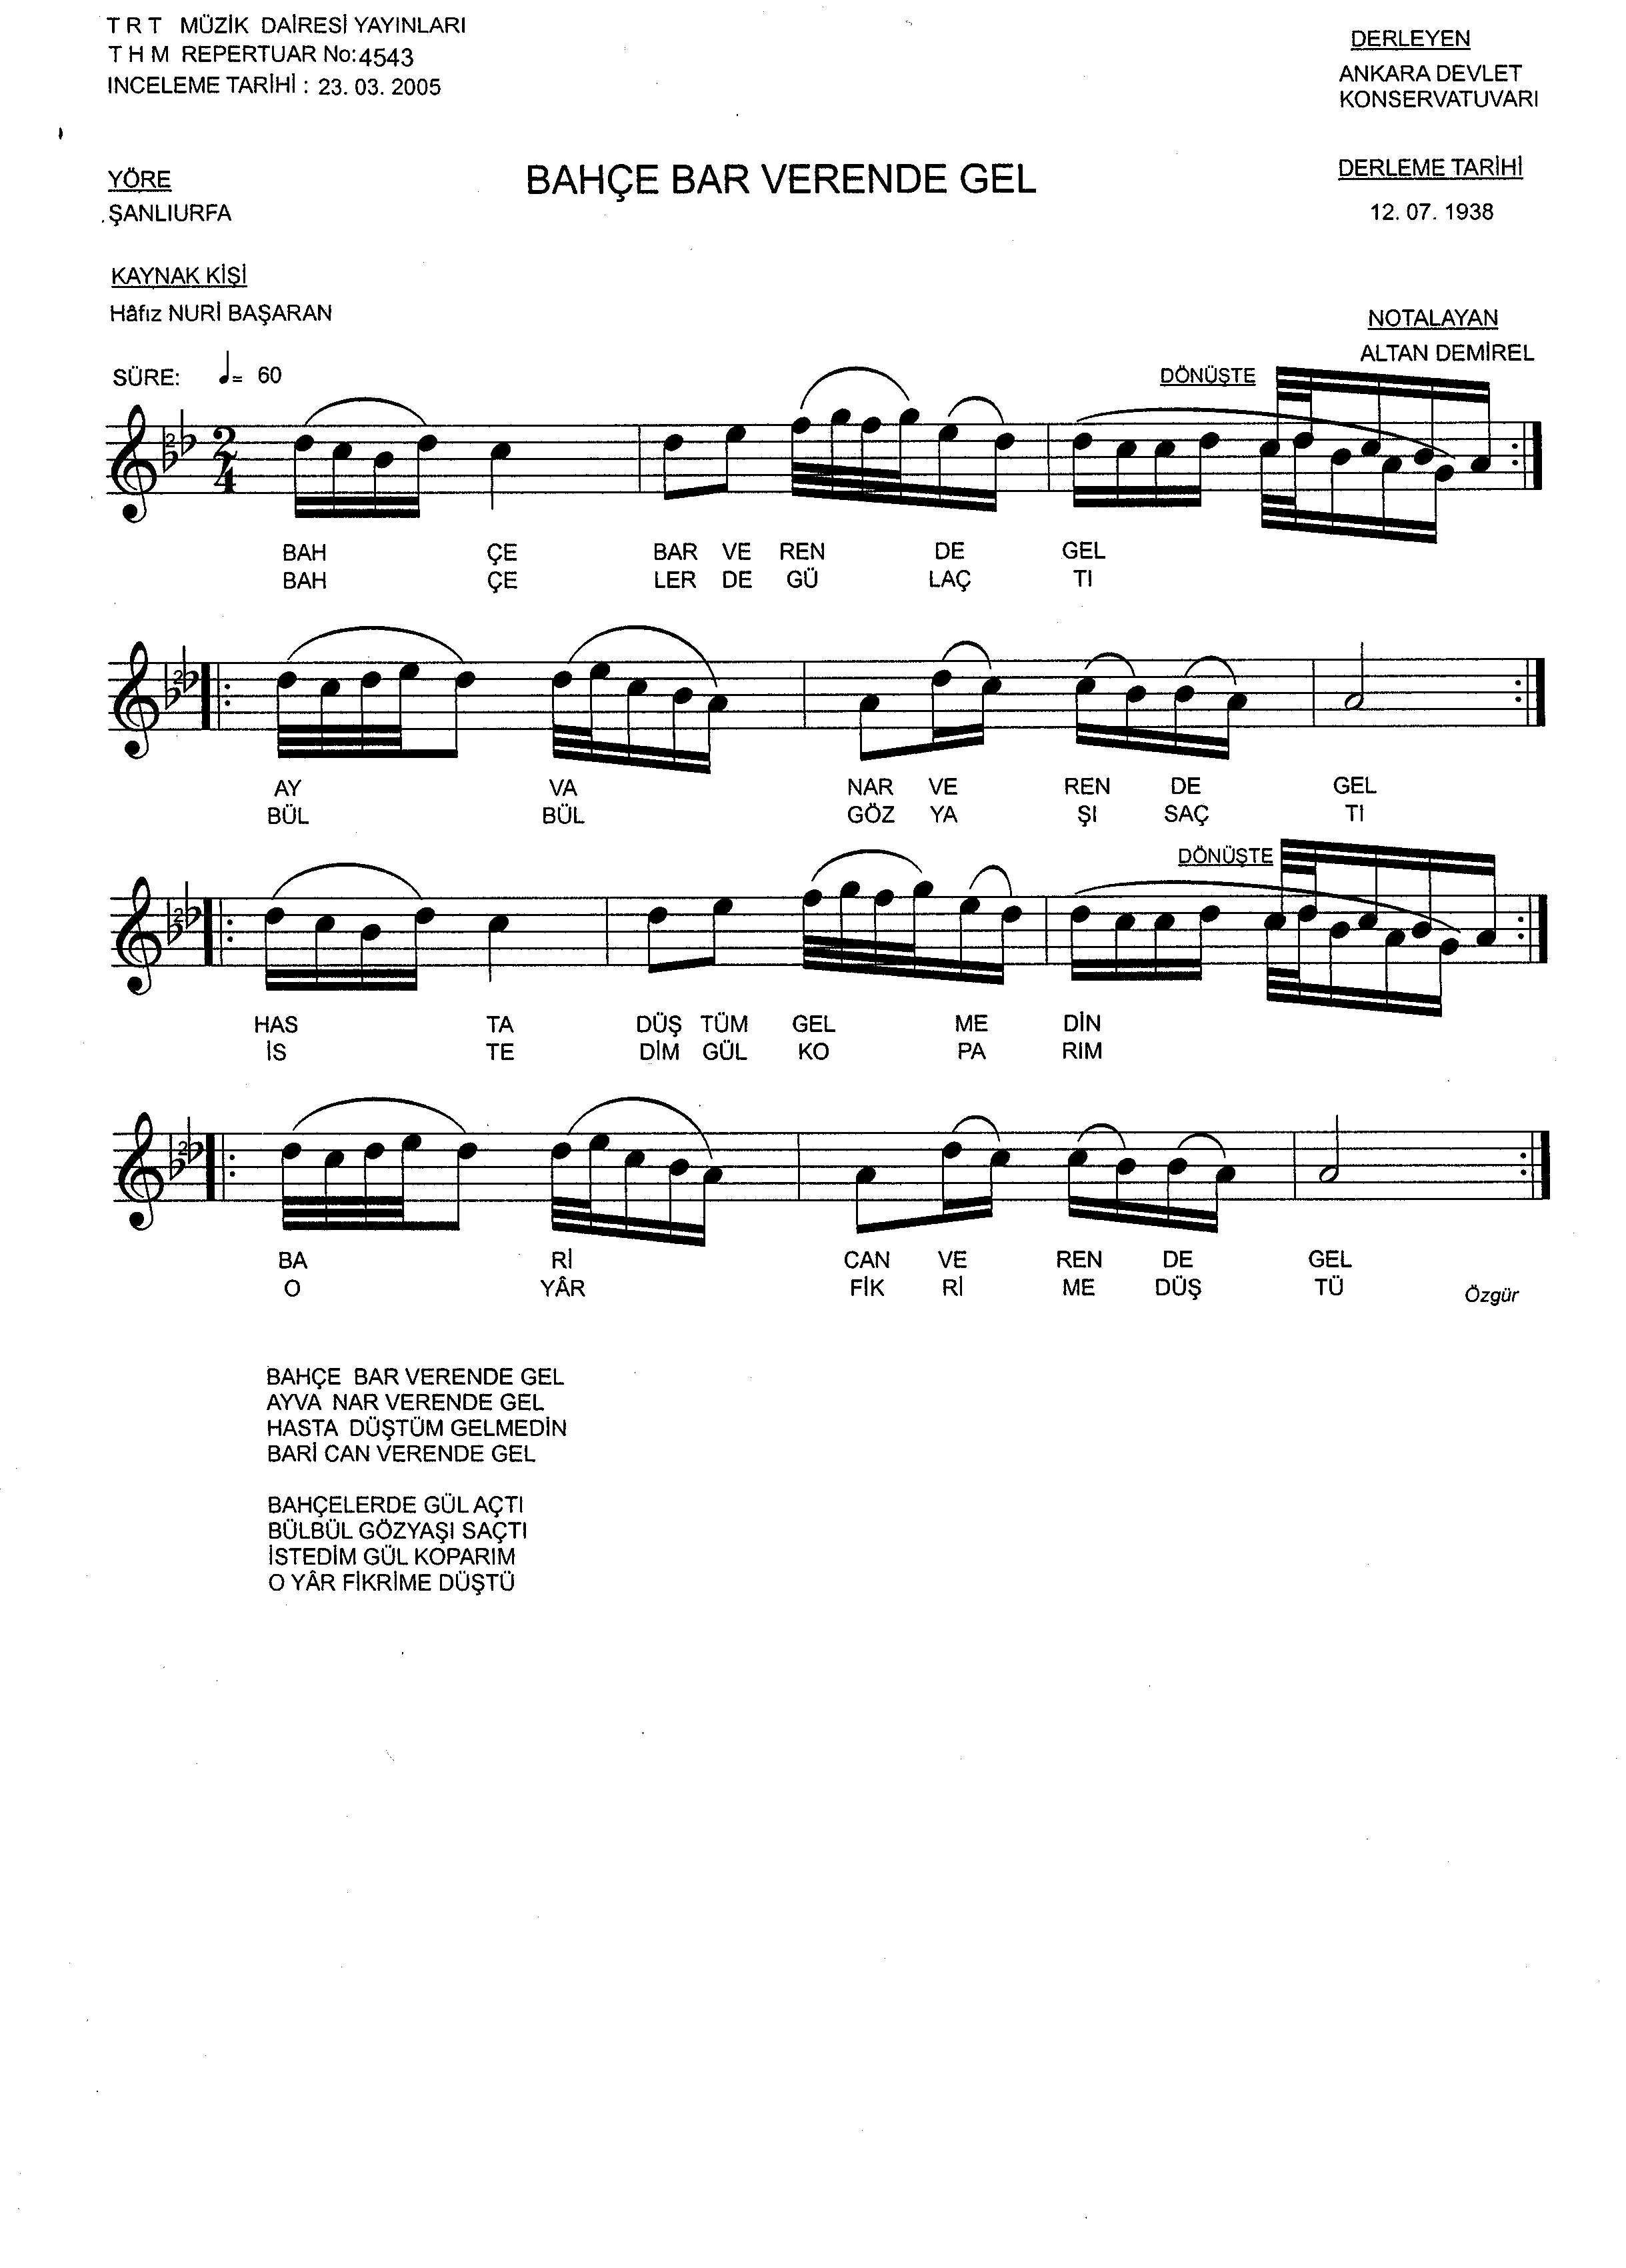 T R T MÜZİK DAİRESİ YAYINLARI
T H M REPERTUAR No:4543
INCELEME TARİHİ : 23. 03. 2005
DERLEYEN
ANKARA DEVLET
KONSERVATUVARI
YÖRE
ŞANLIURFA
BAHÇE BAR VERENDE GEL
DERLEME TARİHİ
12. 07. 1938
KAYNAK KİŞİ
Hâfız NURİ BAŞARAN
NOTALAYAN
ALTAN DEMİREL
SÜRE: ♩= 60
DÖNÜŞTE
2
2
4
BAH ÇE BAR VE REN DE GEL
BAH ÇE LER DE GÜ LAÇ TI
2
AY VA NAR VE REN DE GEL
BÜL BÜL GÖZ YA ŞI SAÇ TI
DÖNÜŞTE
2
HAS TA DÜŞ TÜM GEL ME DİN
İS TE DİM GÜL KO PA RIM
2
BA Rİ CAN VE REN DE GEL
O YÂR FİK Rİ ME DÜŞ TÜ
Özgür
BAHÇE BAR VERENDE GEL
AYVA NAR VERENDE GEL
HASTA DÜŞTÜM GELMEDİN
BARİ CAN VERENDE GEL
BAHÇELERDE GÜL AÇTI
BÜLBÜL GÖZYAŞI SAÇTI
İSTEDİM GÜL KOPARIM
O YÂR FİKRİME DÜŞTÜ